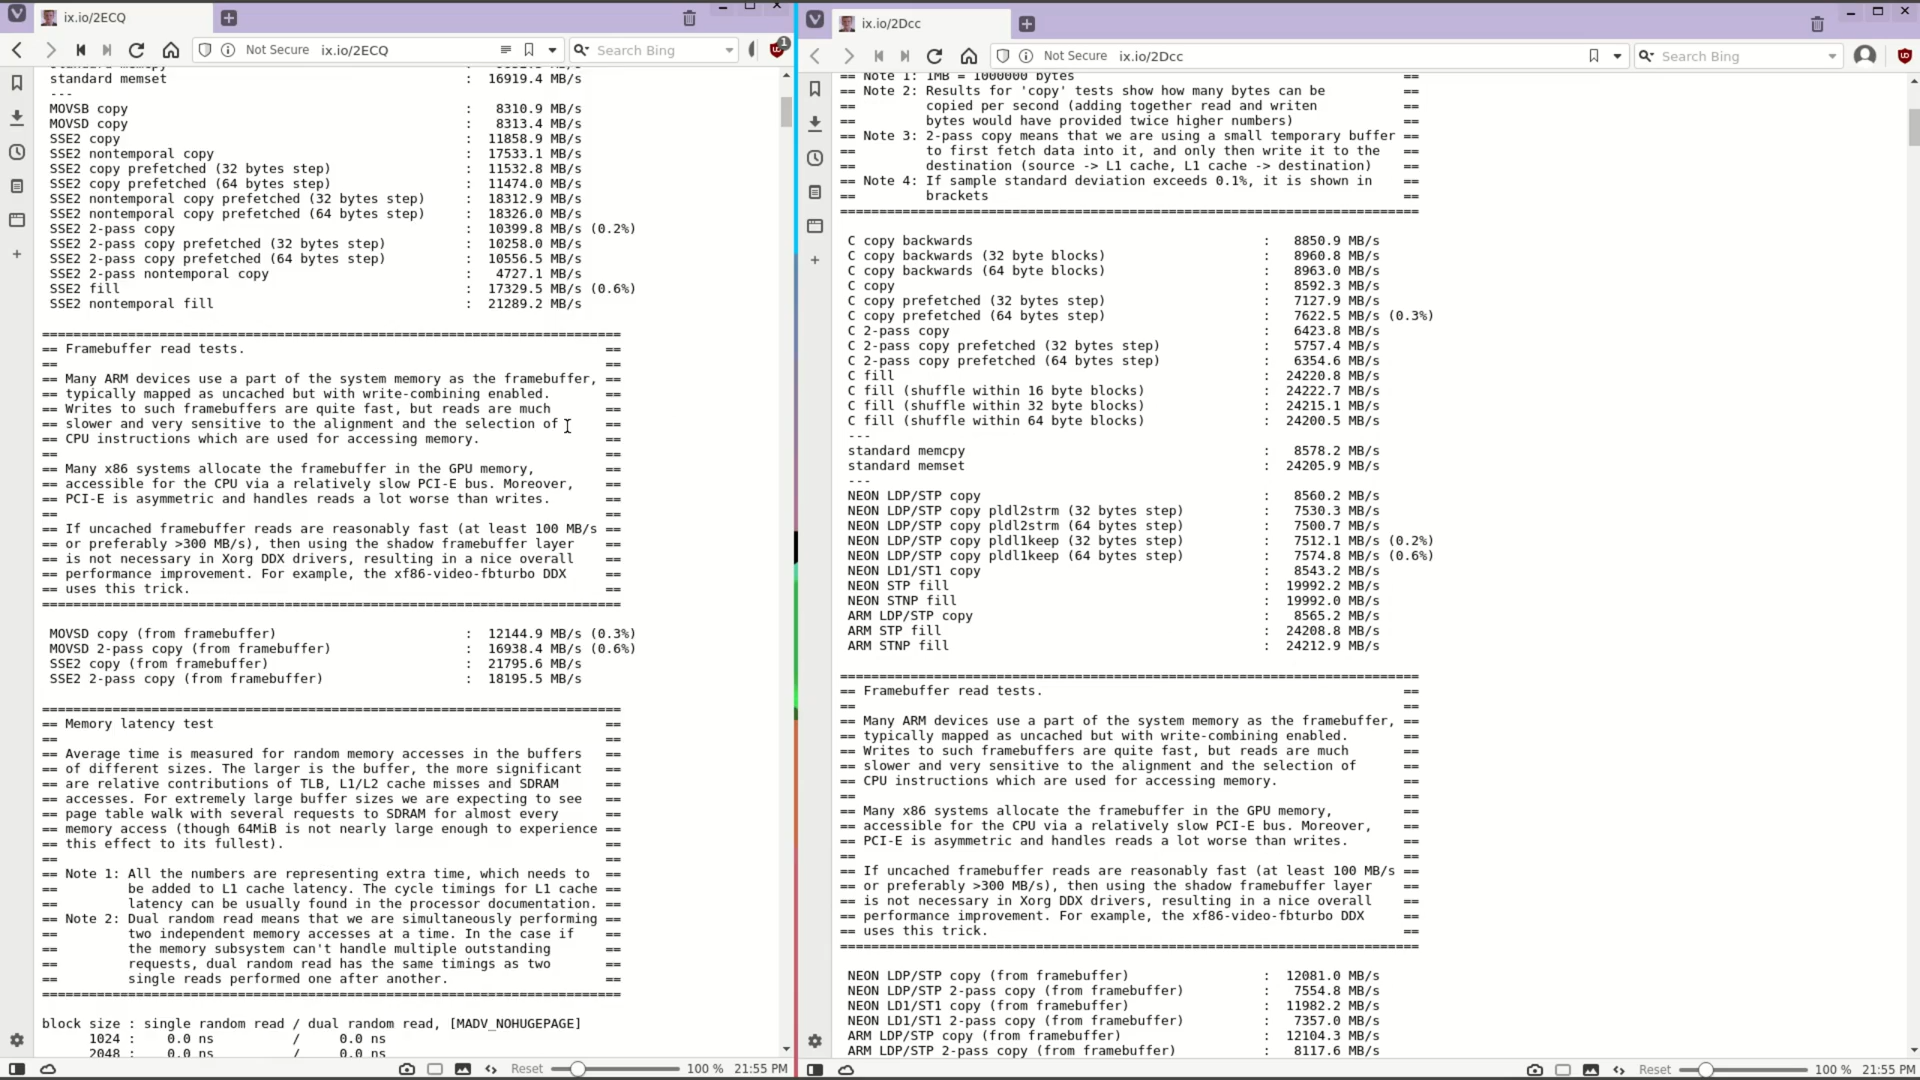 ix.io/2ECQ
Not Secure ix.io/2ECQ
Search Bing
1
standard memset : 16919.4 MB/s
---
MOVSB copy : 8310.9 MB/s
MOVSD copy : 8313.4 MB/s
SSE2 copy : 11858.9 MB/s
SSE2 nontemporal copy : 17533.1 MB/s
SSE2 copy prefetched (32 bytes step) : 11532.8 MB/s
SSE2 copy prefetched (64 bytes step) : 11474.0 MB/s
SSE2 nontemporal copy prefetched (32 bytes step) : 18312.9 MB/s
SSE2 nontemporal copy prefetched (64 bytes step) : 18326.0 MB/s
SSE2 2-pass copy : 10399.8 MB/s (0.2%)
SSE2 2-pass copy prefetched (32 bytes step) : 10258.0 MB/s
SSE2 2-pass copy prefetched (64 bytes step) : 10556.5 MB/s
SSE2 2-pass nontemporal copy : 4727.1 MB/s
SSE2 fill : 17329.5 MB/s (0.6%)
SSE2 nontemporal fill : 21289.2 MB/s
==========================================================================
== Framebuffer read tests. ==
== ==
== Many ARM devices use a part of the system memory as the framebuffer, ==
== typically mapped as uncached but with write-combining enabled. ==
== Writes to such framebuffers are quite fast, but reads are much ==
== slower and very sensitive to the alignment and the selection of ==
== CPU instructions which are used for accessing memory. ==
== ==
== Many x86 systems allocate the framebuffer in the GPU memory, ==
== accessible for the CPU via a relatively slow PCI-E bus. Moreover, ==
== PCI-E is asymmetric and handles reads a lot worse than writes. ==
== ==
== If uncached framebuffer reads are reasonably fast (at least 100 MB/s ==
== or preferably >300 MB/s), then using the shadow framebuffer layer ==
== is not necessary in Xorg DDX drivers, resulting in a nice overall ==
== performance improvement. For example, the xf86-video-fbturbo DDX ==
== uses this trick. ==
==========================================================================
MOVSD copy (from framebuffer) : 12144.9 MB/s (0.3%)
MOVSD 2-pass copy (from framebuffer) : 16938.4 MB/s (0.6%)
SSE2 copy (from framebuffer) : 21795.6 MB/s
SSE2 2-pass copy (from framebuffer) : 18195.5 MB/s
==========================================================================
== Memory latency test ==
== ==
== Average time is measured for random memory accesses in the buffers ==
== of different sizes. The larger is the buffer, the more significant ==
== are relative contributions of TLB, L1/L2 cache misses and SDRAM ==
== accesses. For extremely large buffer sizes we are expecting to see ==
== page table walk with several requests to SDRAM for almost every ==
== memory access (though 64MiB is not nearly large enough to experience ==
== this effect to its fullest). ==
== ==
== Note 1: All the numbers are representing extra time, which needs to ==
== be added to L1 cache latency. The cycle timings for L1 cache ==
== latency can be usually found in the processor documentation. ==
== Note 2: Dual random read means that we are simultaneously performing ==
== two independent memory accesses at a time. In the case if ==
== the memory subsystem can't handle multiple outstanding ==
== requests, dual random read has the same timings as two ==
== single reads performed one after another. ==
==========================================================================
block size : single random read / dual random read, [MADV_NOHUGEPAGE]
1024 : 0.0 ns / 0.0 ns
2048 : 0.0 ns / 0.0 ns
Reset 100 % 21:55 PM
ix.io/2Dcc
Not Secure ix.io/2Dcc
Search Bing
== Note 1: 1MB = 1000000 bytes ==
== Note 2: Results for 'copy' tests show how many bytes can be ==
== copied per second (adding together read and writen ==
== bytes would have provided twice higher numbers) ==
== Note 3: 2-pass copy means that we are using a small temporary buffer ==
== to first fetch data into it, and only then write it to the ==
== destination (source -> L1 cache, L1 cache -> destination) ==
== Note 4: If sample standard deviation exceeds 0.1%, it is shown in ==
== brackets ==
==========================================================================
C copy backwards : 8850.9 MB/s
C copy backwards (32 byte blocks) : 8960.8 MB/s
C copy backwards (64 byte blocks) : 8963.0 MB/s
C copy : 8592.3 MB/s
C copy prefetched (32 bytes step) : 7127.9 MB/s
C copy prefetched (64 bytes step) : 7622.5 MB/s (0.3%)
C 2-pass copy : 6423.8 MB/s
C 2-pass copy prefetched (32 bytes step) : 5757.4 MB/s
C 2-pass copy prefetched (64 bytes step) : 6354.6 MB/s
C fill : 24220.8 MB/s
C fill (shuffle within 16 byte blocks) : 24222.7 MB/s
C fill (shuffle within 32 byte blocks) : 24215.1 MB/s
C fill (shuffle within 64 byte blocks) : 24200.5 MB/s
---
standard memcpy : 8578.2 MB/s
standard memset : 24205.9 MB/s
---
NEON LDP/STP copy : 8560.2 MB/s
NEON LDP/STP copy pldl2strm (32 bytes step) : 7530.3 MB/s
NEON LDP/STP copy pldl2strm (64 bytes step) : 7500.7 MB/s
NEON LDP/STP copy pldl1keep (32 bytes step) : 7512.1 MB/s (0.2%)
NEON LDP/STP copy pldl1keep (64 bytes step) : 7574.8 MB/s (0.6%)
NEON LD1/ST1 copy : 8543.2 MB/s
NEON STP fill : 19992.2 MB/s
NEON STNP fill : 19992.0 MB/s
ARM LDP/STP copy : 8565.2 MB/s
ARM STP fill : 24208.8 MB/s
ARM STNP fill : 24212.9 MB/s
==========================================================================
== Framebuffer read tests. ==
== ==
== Many ARM devices use a part of the system memory as the framebuffer, ==
== typically mapped as uncached but with write-combining enabled. ==
== Writes to such framebuffers are quite fast, but reads are much ==
== slower and very sensitive to the alignment and the selection of ==
== CPU instructions which are used for accessing memory. ==
== ==
== Many x86 systems allocate the framebuffer in the GPU memory, ==
== accessible for the CPU via a relatively slow PCI-E bus. Moreover, ==
== PCI-E is asymmetric and handles reads a lot worse than writes. ==
== ==
== If uncached framebuffer reads are reasonably fast (at least 100 MB/s ==
== or preferably >300 MB/s), then using the shadow framebuffer layer ==
== is not necessary in Xorg DDX drivers, resulting in a nice overall ==
== performance improvement. For example, the xf86-video-fbturbo DDX ==
== uses this trick. ==
==========================================================================
NEON LDP/STP copy (from framebuffer) : 12081.0 MB/s
NEON LDP/STP 2-pass copy (from framebuffer) : 7554.8 MB/s
NEON LD1/ST1 copy (from framebuffer) : 11982.2 MB/s
NEON LD1/ST1 2-pass copy (from framebuffer) : 7357.0 MB/s
ARM LDP/STP copy (from framebuffer) : 12104.3 MB/s
ARM LDP/STP 2-pass copy (from framebuffer) : 8117.6 MB/s
Reset 100 % 21:55 PM